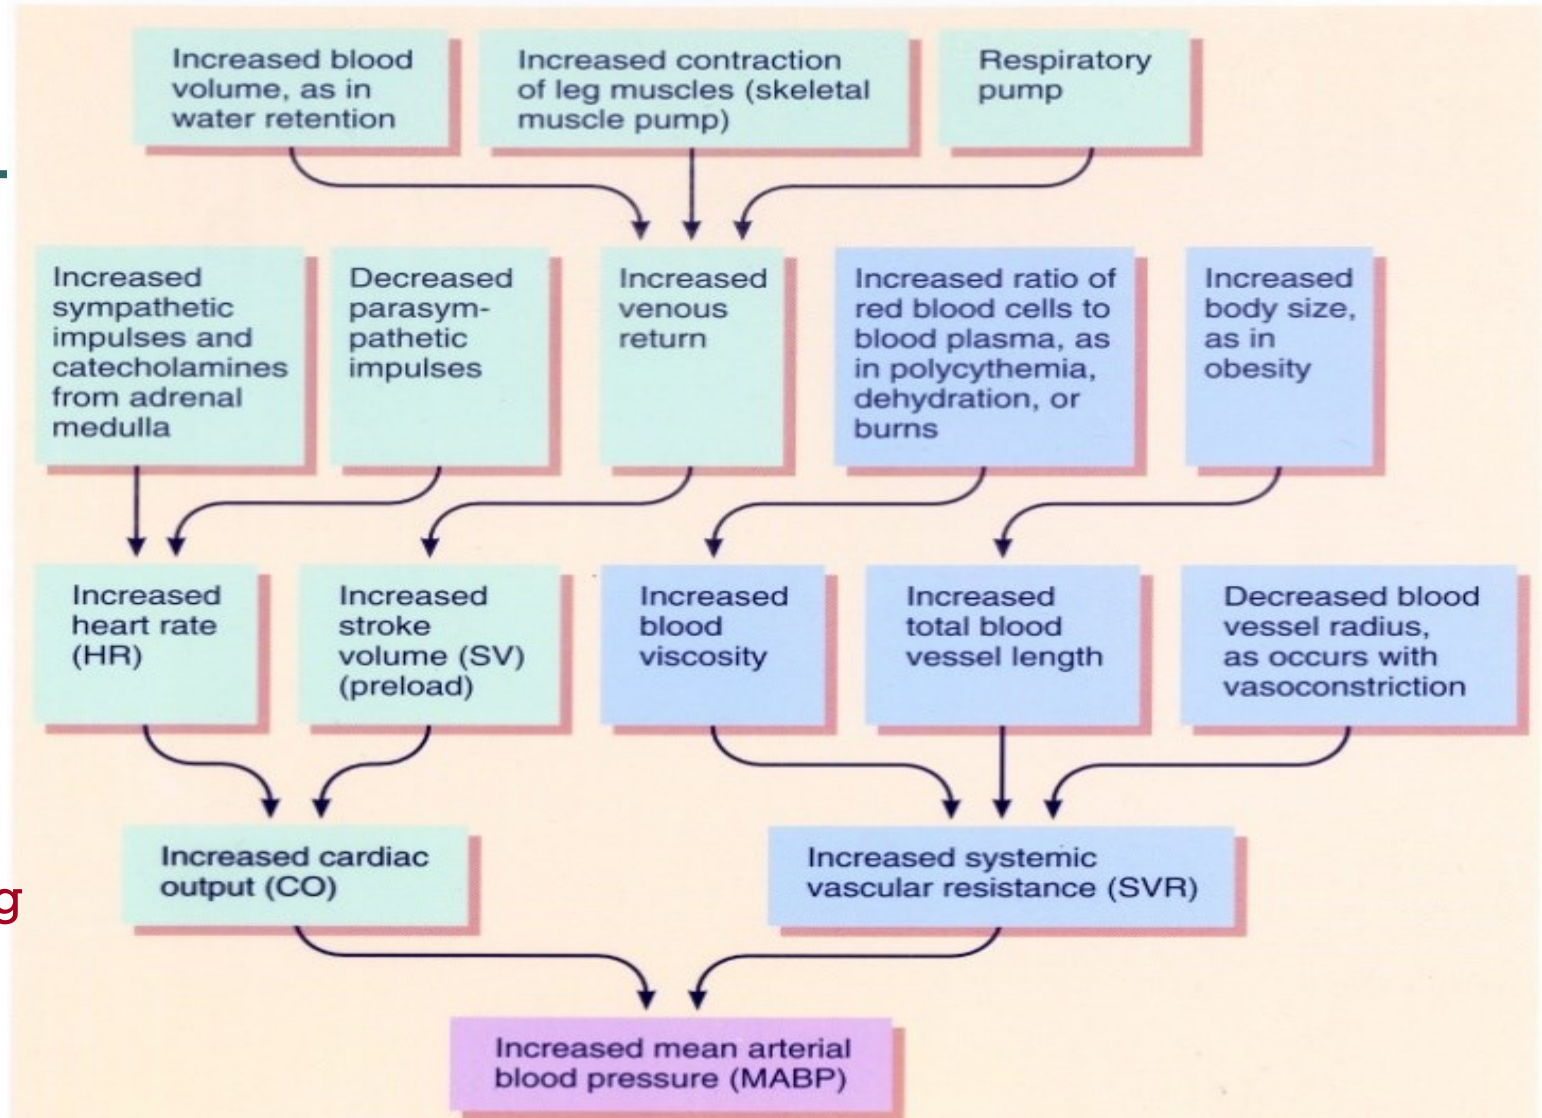 Increased blood
volume, as in
water retention
Increased contraction
of leg muscles (skeletal
muscle pump)
Respiratory
pump
Increased
sympathetic
impulses and
catecholamines
from adrenal
medulla
Decreased
parasym-
pathetic
impulses
Increased
venous
return
Increased ratio of
red blood cells to
blood plasma, as
in polycythemia,
dehydration, or
burns
Increased
body size,
as in
obesity
Increased
heart rate
(HR)
Increased
stroke
volume (SV)
(preload)
Increased
blood
viscosity
Increased
total blood
vessel length
Decreased blood
vessel radius,
as occurs with
vasoconstriction
Increased cardiac
output (CO)
Increased systemic
vascular resistance (SVR)
g
Increased mean arterial
blood pressure (MABP)